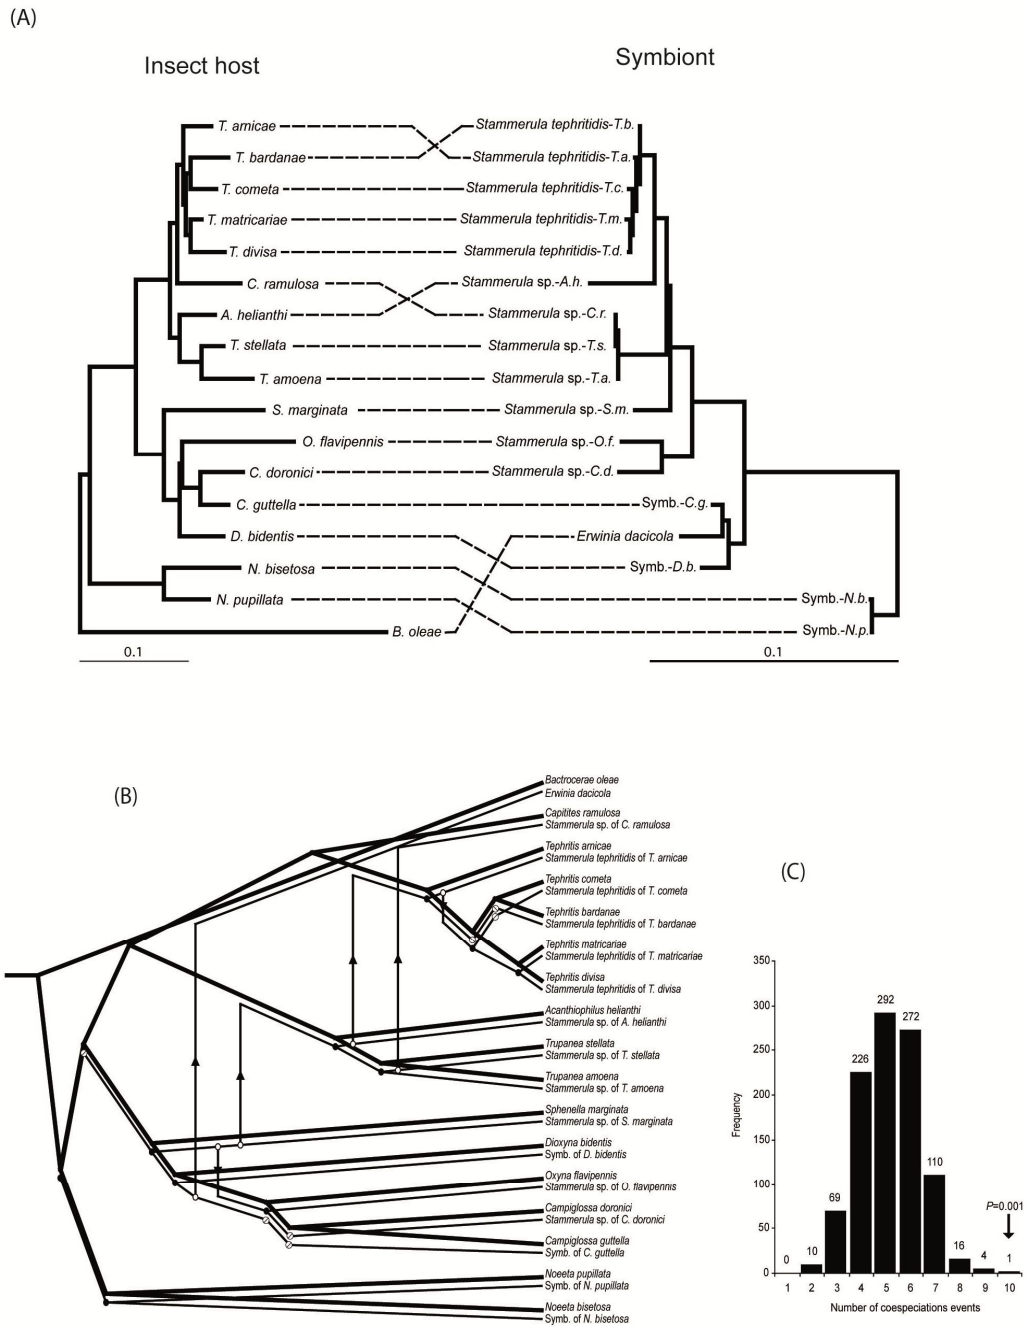 (A)
Insect host
Symbiont
T. arnicae
Stammerula tephritidis-T.b.
T. bardanae
Stammerula tephritidis-T.a.
T. cometa
Stammerula tephritidis-T.c.
T. matricariae
Stammerula tephritidis-T.m.
T. divisa
Stammerula tephritidis-T.d.
C. ramulosa
Stammerula sp.-A.h.
A. helianthi
Stammerula sp.-C.r.
T. stellata
Stammerula sp.-T.s.
T. amoena
Stammerula sp.-T.a.
S. marginata
Stammerula sp.-S.m.
O. flavipennis
Stammerula sp.-O.f.
C. doronici
Stammerula sp.-C.d.
C. guttella
Symb.-C.g.
D. bidentis
Erwinia dacicola
N. bisetosa
Symb.-D.b.
N. pupillata
Symb.-N.b.
B. oleae
Symb.-N.p.
0.1
0.1
(B)
Bactrocerae oleae
Erwinia dacicola
Capitites ramulosa
Stammerula sp. of C. ramulosa
Tephritis arnicae
Stammerula tephritidis of T. arnicae
Tephritis cometa
Stammerula tephritidis of T. cometa
Tephritis bardanae
Stammerula tephritidis of T. bardanae
Tephritis matricariae
Stammerula tephritidis of T. matricariae
Tephritis divisa
Stammerula tephritidis of T. divisa
Acanthiophilus helianthi
Stammerula sp. of A. helianthi
Trupanea stellata
Stammerula sp. of T. stellata
Trupanea amoena
Stammerula sp. of T. amoena
Sphenella marginata
Stammerula sp. of S. marginata
Dioxyna bidentis
Symb. of D. bidentis
Oxyna flavipennis
Stammerula sp. of O. flavipennis
Campiglossa doronici
Stammerula sp. of C. doronici
Campiglossa guttella
Symb. of C. guttella
Noeeta pupillata
Symb. of N. pupillata
Noeeta bisetosa
Symb. of N. bisetosa
(C)
350
300
250
200
150
100
50
0
Frequency
0
10
69
226
292
272
110
16
4
1
P=0.001
1 2 3 4 5 6 7 8 9 10
Number of coespeciations events